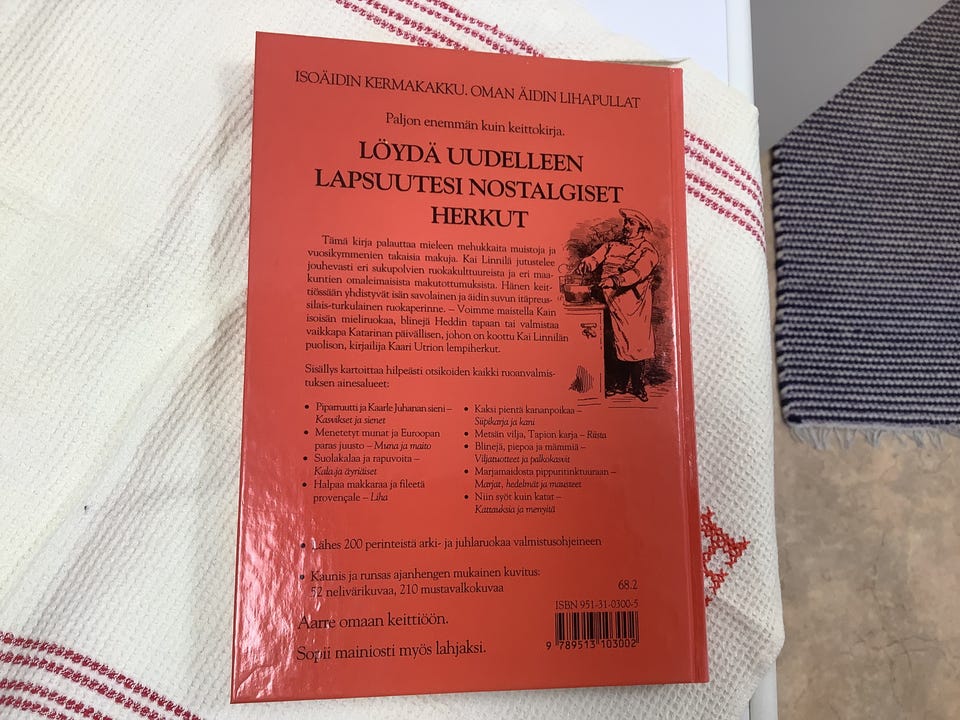 ISOÄIDIN KERMAKAKKU. OMAN ÄIDIN LIHAPULLAT
Paljon enemmän kuin keittokirja.
LÖYDÄ UUDELLEEN
LAPSUUTESI NOSTALGISET
HERKUT
Tämä kirja palauttaa mieleen mehukkaita muistoja ja
vuosikymmenien takaisia makuja. Kai Linnilä jutustelee
jouhevasti eri sukupolvien ruokakulttuureista ja eri maa-
kuntien omaleimaisista makutottumuksista. Hänen keit-
tiössään yhdistyvät isän savolainen ja äidin suvun itäpreus-
silais-turkulainen ruokaperinne. – Voimme maistella Kain
isoisän mieliruokaa, blinejä Heddin tapaan tai valmistaa
vaikkapa Katarinan päivällisen, johon on koottu Kai Linnilän
puolison, kirjailija Kaari Utrion lempiherkut.
Sisällys kartoittaa hilpeästi otsikoiden kaikki ruoanvalmis-
tuksen ainesalueet:
• Piparruutti ja Kaarle Juhanan sieni –
Kasvikset ja sienet
• Menetetyt munat ja Euroopan
paras juusto – Muna ja maito
• Suolakalaa ja rapuvoita –
Kala ja äyriäiset
• Halpaa makkaraa ja fileetä
provençale – Liha
• Kaksi pientä kananpoikaa –
Siipikarja ja kani
• Metsän vilja, Tapion karja – Riista
• Blinejä, piepoa ja mämmiä –
Viljatuotteet ja palkokasvit
• Marjamaidosta pippuritinktuuraan –
Marjat, hedelmät ja mausteet
• Niin syöt kuin katat –
Kattauksia ja menyitä
• Lähes 200 perinteistä arki- ja juhlaruokaa valmistusohjeineen
• Kaunis ja runsas ajanhengen mukainen kuvitus:
52 nelivärikuvaa, 210 mustavalkokuvaa
Aarre omaan keittiöön.
Sopii mainiosti myös lahjaksi.
68.2
ISBN 951-31-0300-5
9 789513 103002